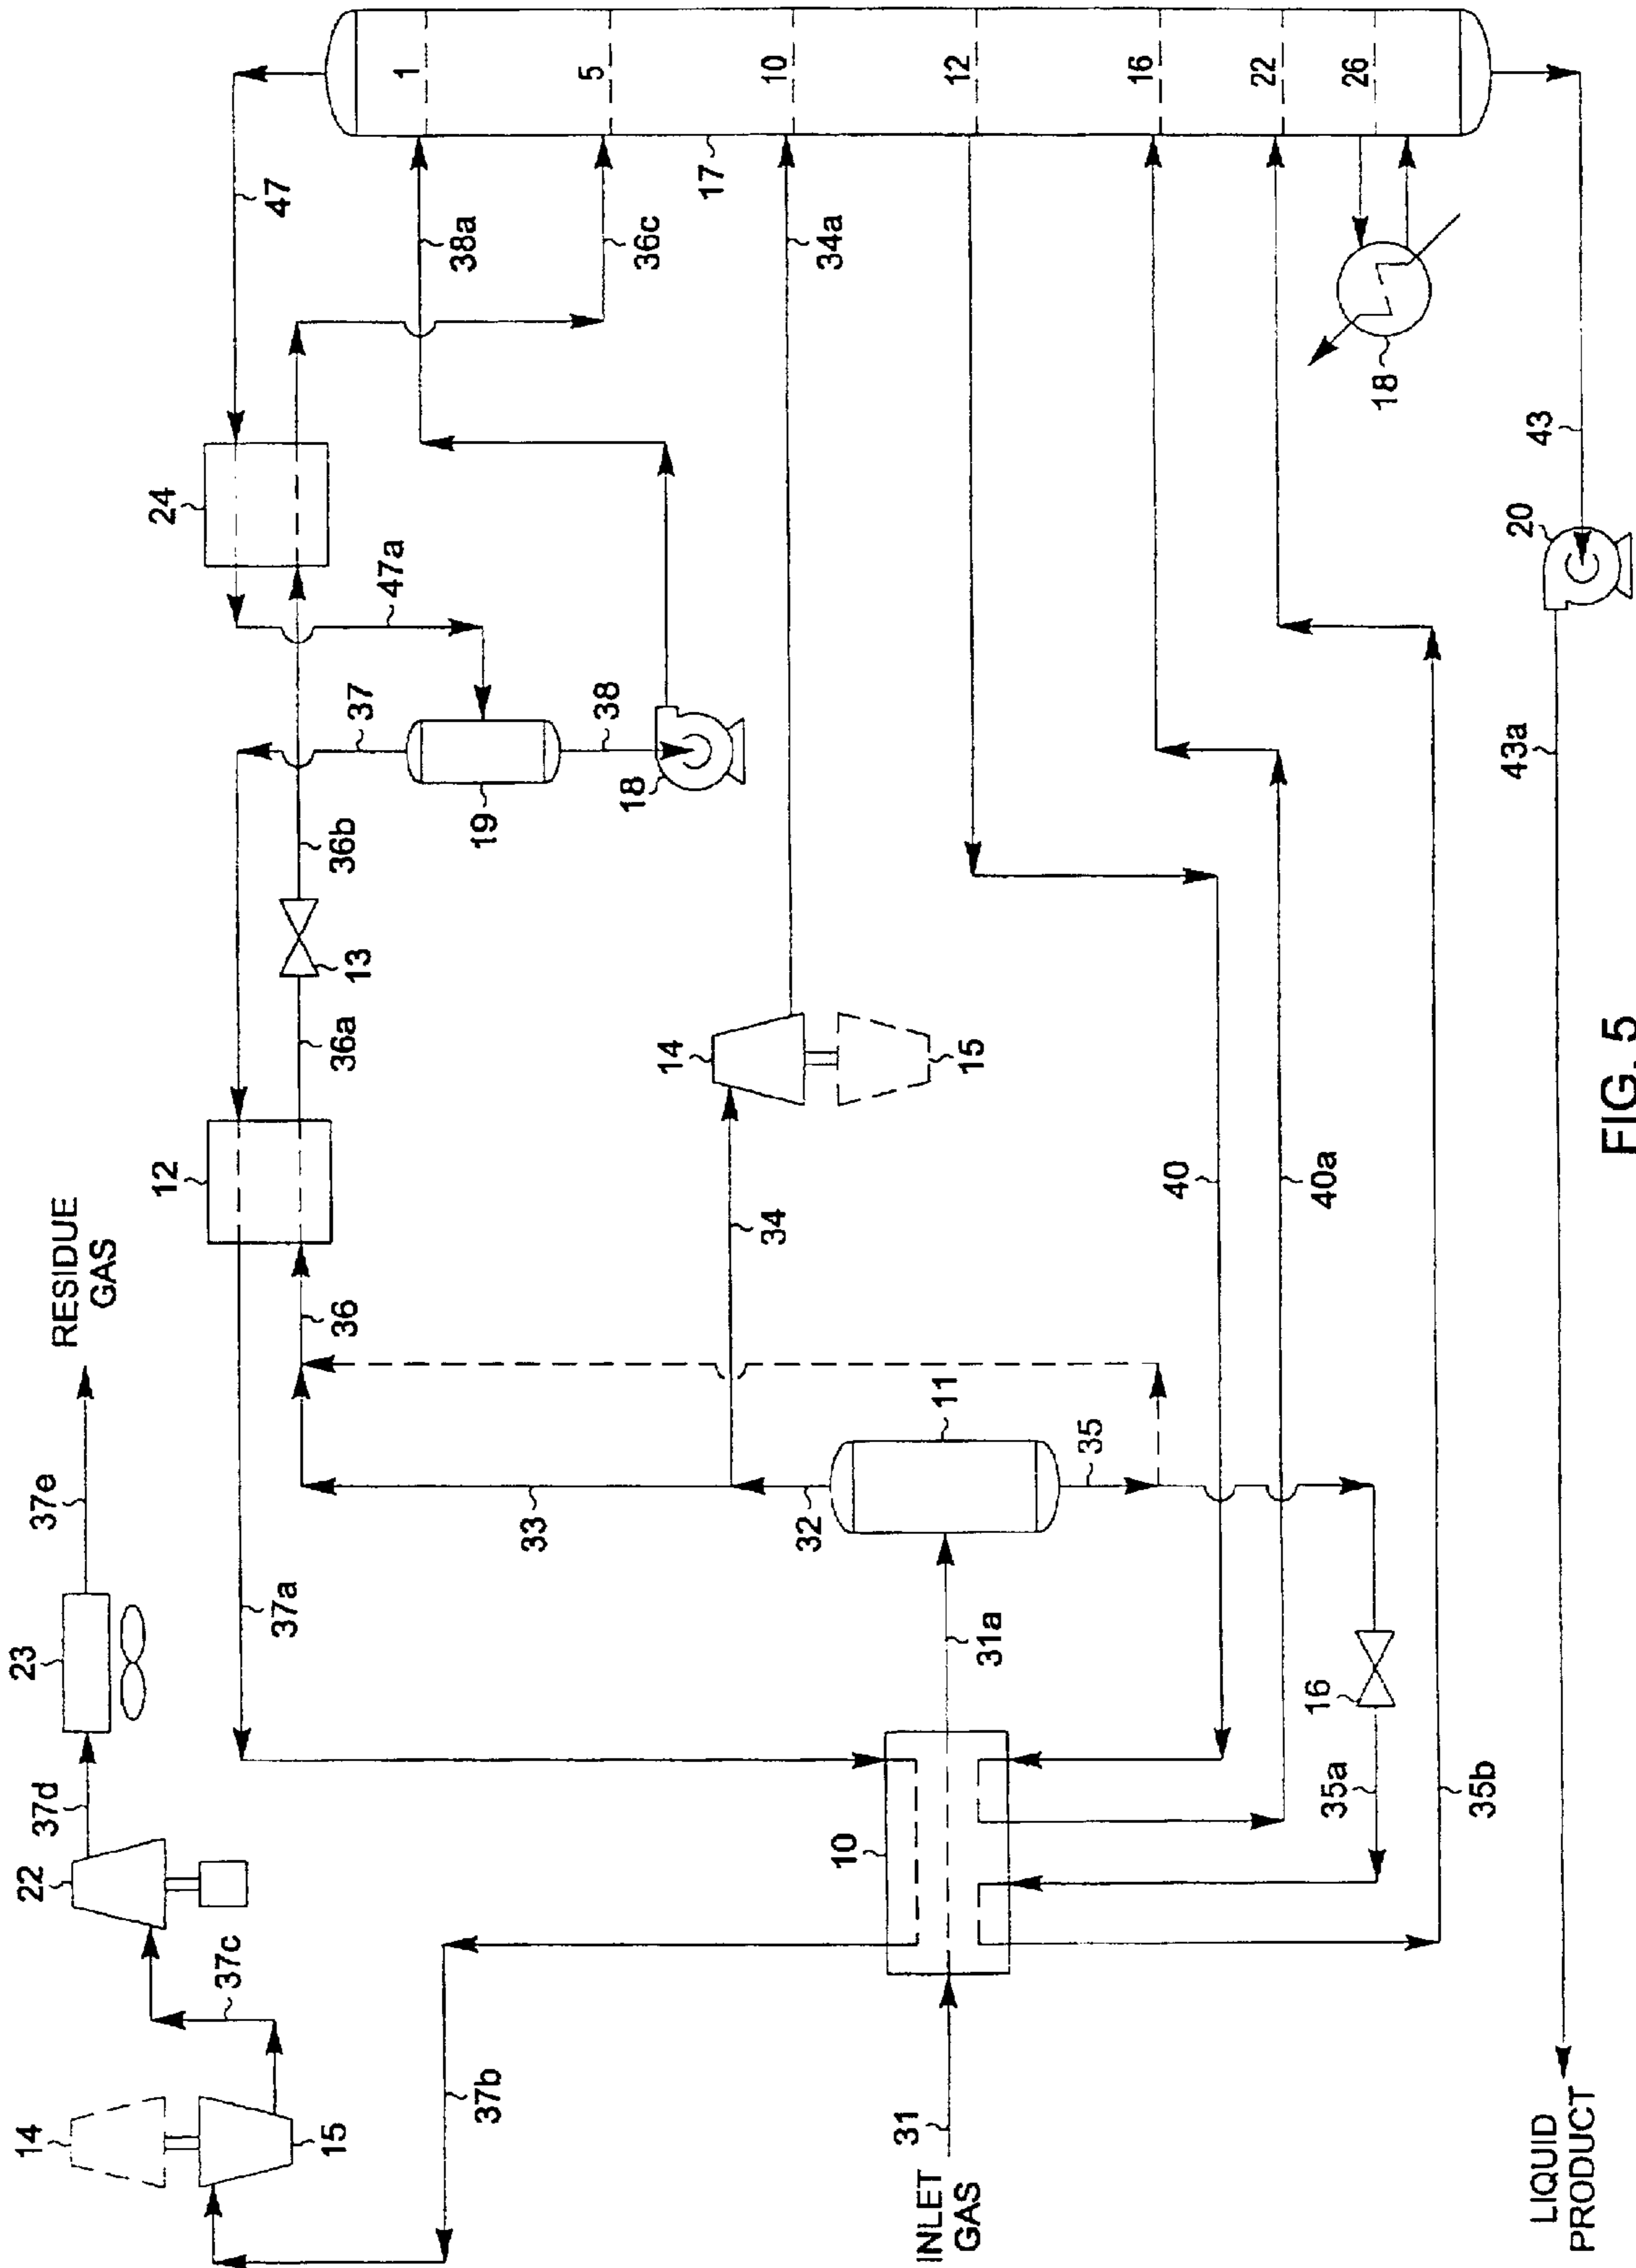 RESIDUE
GAS
37e
23
37d
22
37c
14
15
37b
37a
12
36
36a
13
36b
24
47
47a
37
19
38
18
38a
36c
34a
17
1
5
10
12
16
22
26
18
33
34
32
11
35
14
15
31a
10
31
INLET
GAS
40
40a
16
35a
35b
43
20
43a
LIQUID
PRODUCT
FIG. 5